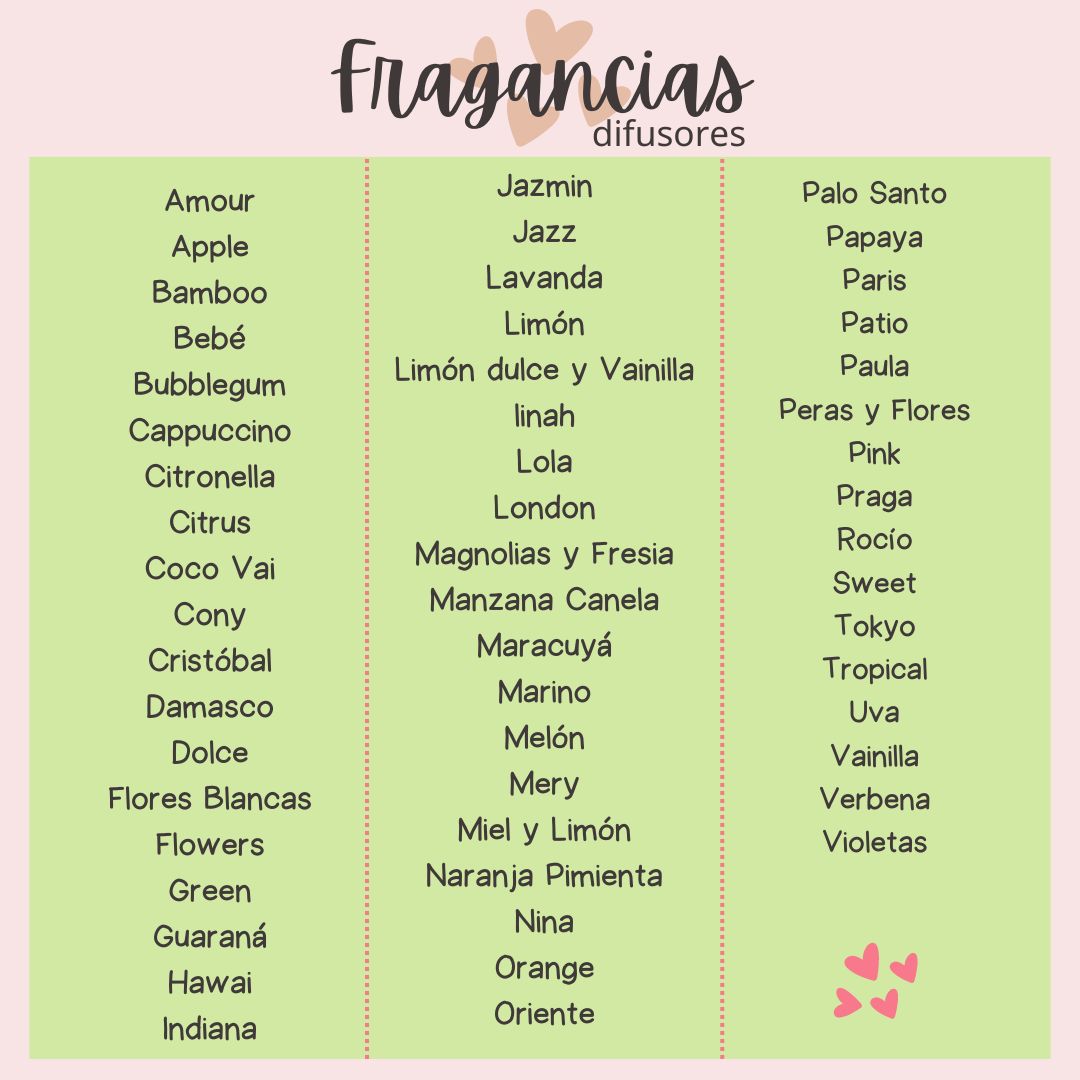 Fragancias
difusores
Amour
Apple
Bamboo
Bebé
Bubblegum
Cappuccino
Citronella
Citrus
Coco Vai
Cony
Cristóbal
Damasco
Dolce
Flores Blancas
Flowers
Green
Guaraná
Hawai
Indiana
Jazmin
Jazz
Lavanda
Limón
Limón dulce y Vainilla
linah
Lola
London
Magnolias y Fresia
Manzana Canela
Maracuyá
Marino
Melón
Mery
Miel y Limón
Naranja Pimienta
Nina
Orange
Oriente
Palo Santo
Papaya
Paris
Patio
Paula
Peras y Flores
Pink
Praga
Rocío
Sweet
Tokyo
Tropical
Uva
Vainilla
Verbena
Violetas